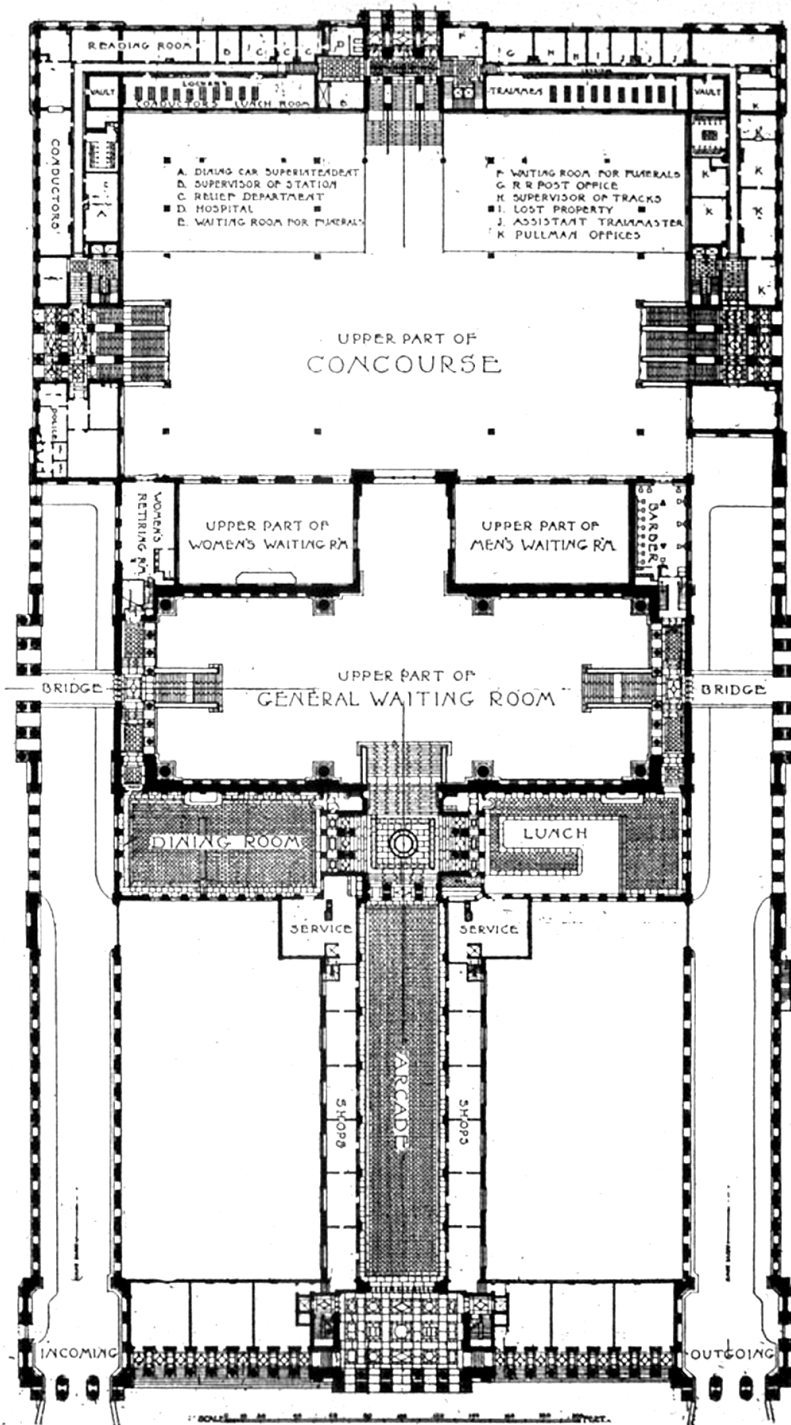 READING ROOM
D
J
C
C
C
D
F
G
H
H
I
J
J
J
VAULT
LOCKERS
CONDUCTORS LUNCH ROOM
B
TRAINMEN
VAULT
K
K
K
K
K
K
K
CONDUCTORS'
A
A. DINING CAR SUPERINTENDENT
B. SUPERVISOR OF STATION
C. RELIEF DEPARTMENT
D. HOSPITAL
E. WAITING ROOM FOR FUNERALS
F. WAITING ROOM FOR FUNERALS
G. R R POST OFFICE
H. SUPERVISOR OF TRACKS
I. LOST PROPERTY
J. ASSISTANT TRAINMASTER
K. PULLMAN OFFICES
UPPER PART OF
CONCOURSE
POLICE
WOMEN'S
RETIRING R'M
UPPER PART OF
WOMEN'S WAITING R'M
UPPER PART OF
MEN'S WAITING R'M
BARBER
BRIDGE
UPPER PART OF
GENERAL WAITING ROOM
BRIDGE
DINING ROOM
LUNCH
SERVICE
SERVICE
ARCADE
SHOPS
SHOPS
INCOMING
OUTGOING
SCALE
FEET